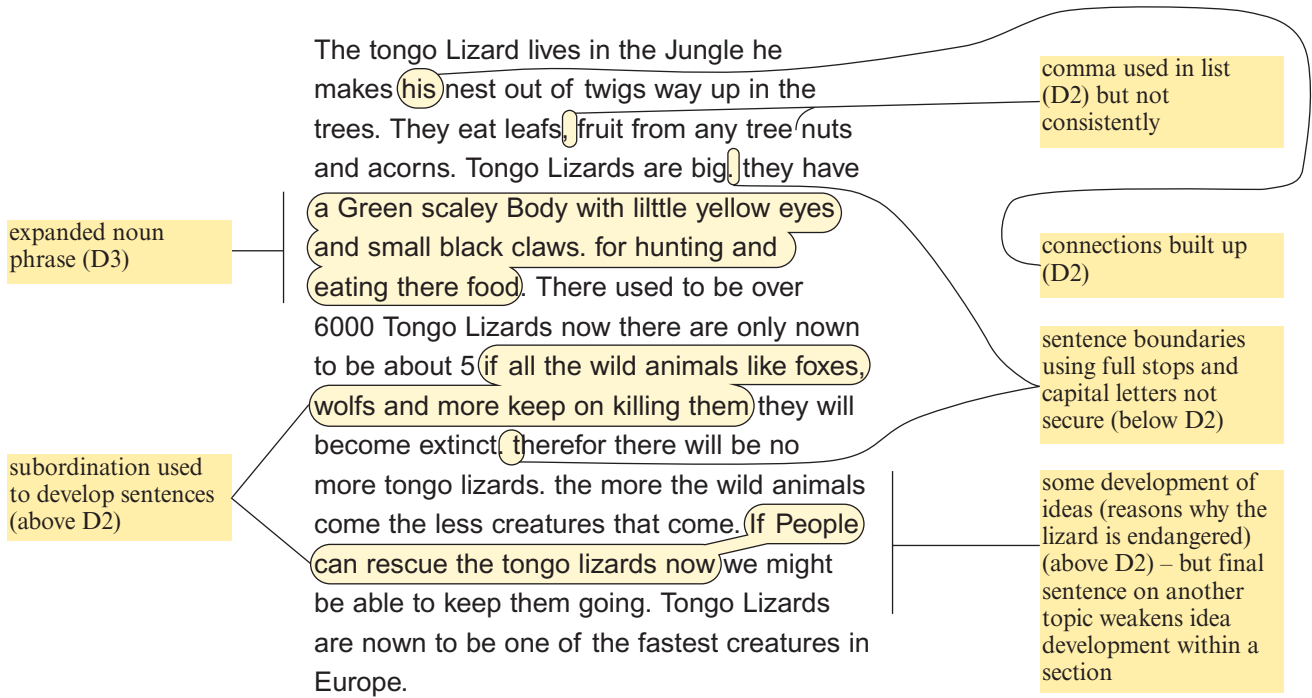 The tongo Lizard lives in the Jungle he
makes his nest out of twigs way up in the
trees. They eat leafs, fruit from any tree nuts
and acorns. Tongo Lizards are big. they have
a Green scaley Body with lilttle yellow eyes
and small black claws. for hunting and
eating there food. There used to be over
6000 Tongo Lizards now there are only nown
to be about 5 if all the wild animals like foxes,
wolfs and more keep on killing them they will
become extinct. therefor there will be no
more tongo lizards. the more the wild animals
come the less creatures that come. If People
can rescue the tongo lizards now we might
be able to keep them going. Tongo Lizards
are nown to be one of the fastest creatures in
Europe.
expanded noun
phrase (D3)
subordination used
to develop sentences
(above D2)
comma used in list
(D2) but not
consistently
connections built up
(D2)
sentence boundaries
using full stops and
capital letters not
secure (below D2)
some development of
ideas (reasons why the
lizard is endangered)
(above D2) – but final
sentence on another
topic weakens idea
development within a
section